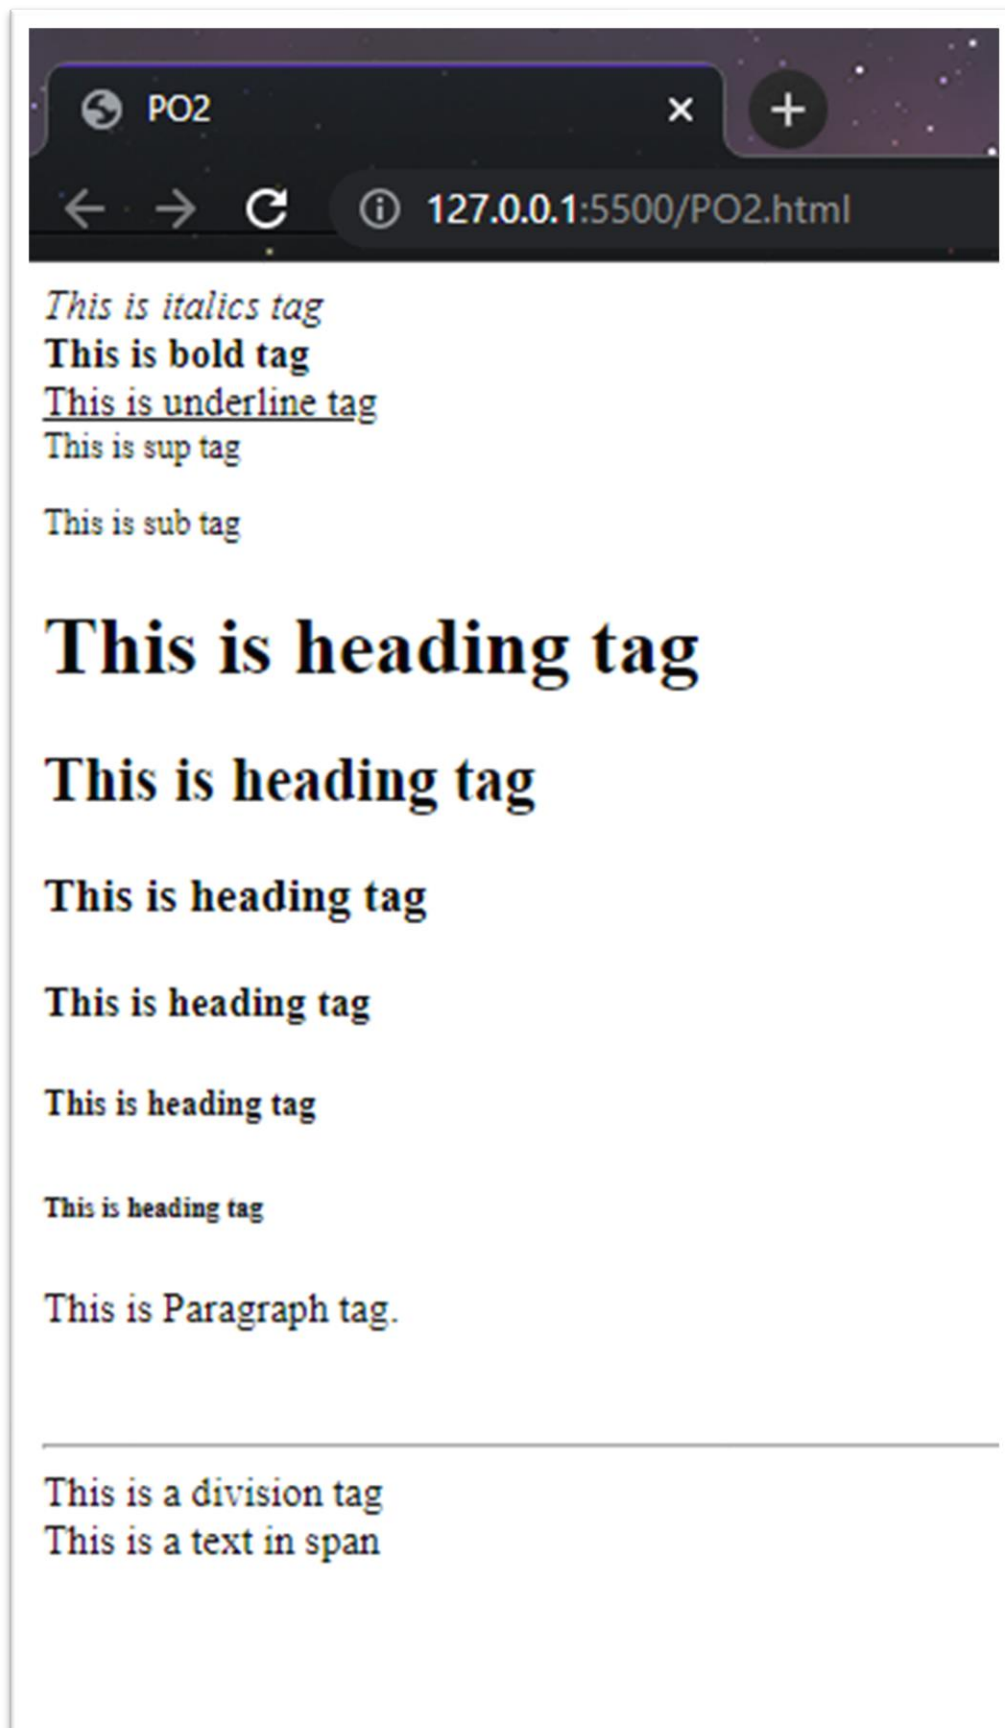 PO2
127.0.0.1:5500/PO2.html
This is italics tag
This is bold tag
This is underline tag
This is sup tag
This is sub tag
This is heading tag
This is heading tag
This is heading tag
This is heading tag
This is heading tag
This is heading tag
This is Paragraph tag.
This is a division tag
This is a text in span